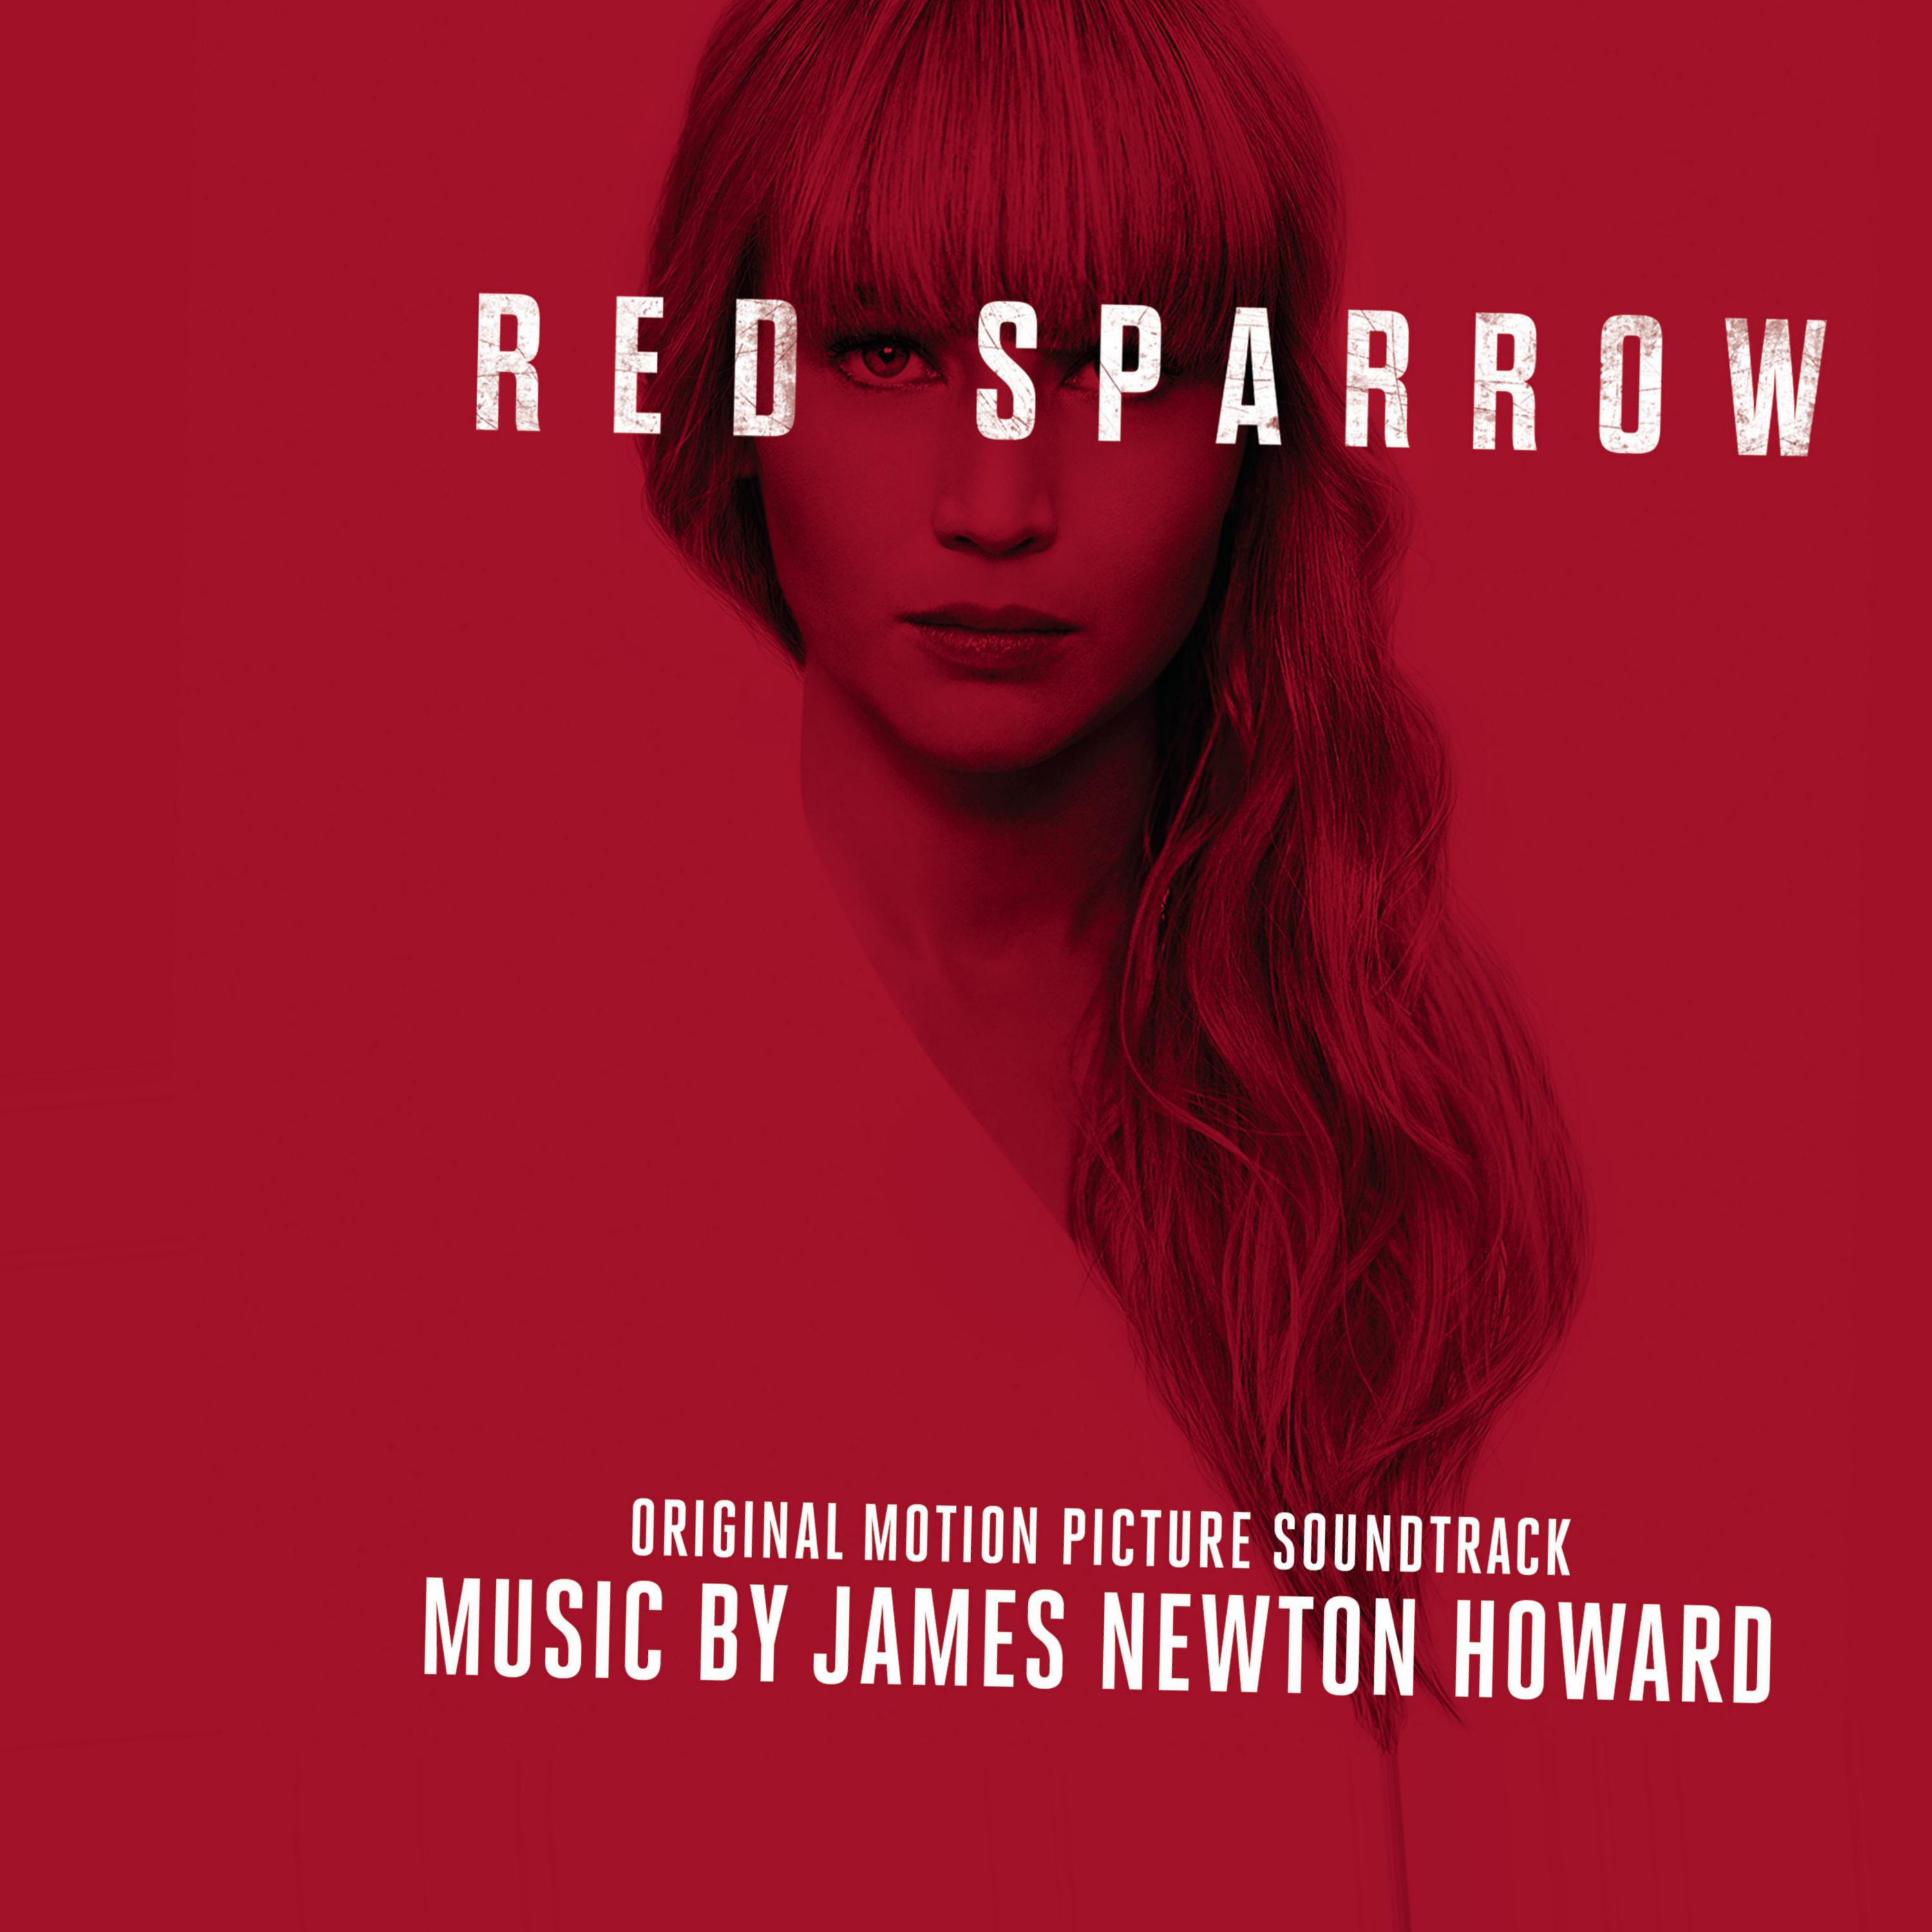 RED SPARROW
ORIGINAL MOTION PICTURE SOUNDTRACK
MUSIC BY JAMES NEWTON HOWARD